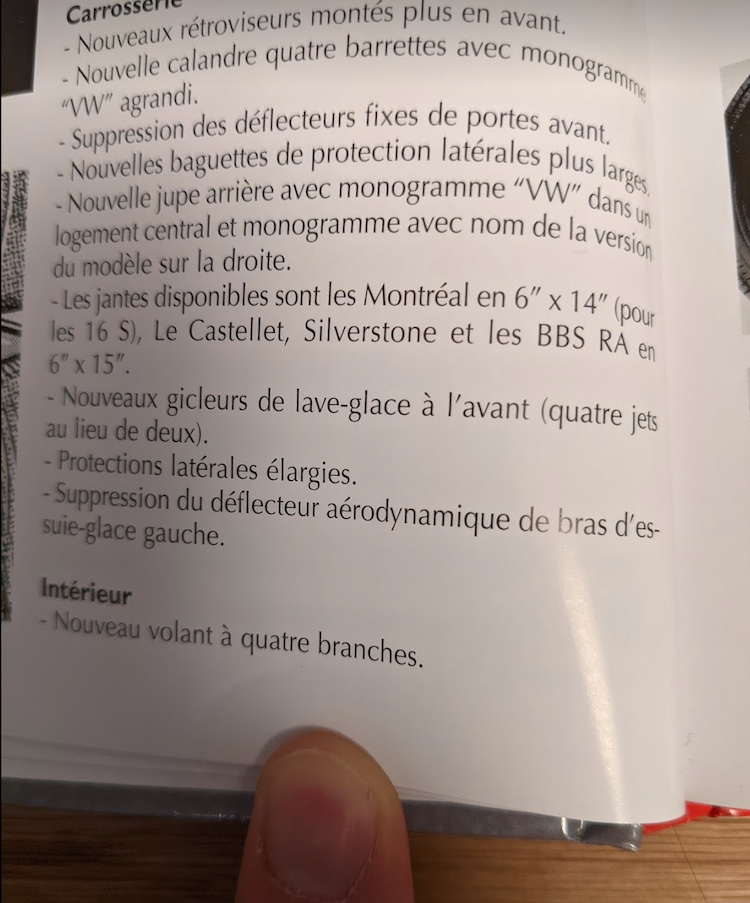 Carrosserie
- Nouveaux rétroviseurs montés plus en avant.
- Nouvelle calandre quatre barrettes avec monogramme
“VW” agrandi.
- Suppression des déflecteurs fixes de portes avant.
- Nouvelles baguettes de protection latérales plus larges.
- Nouvelle jupe arrière avec monogramme “VW” dans un
logement central et monogramme avec nom de la version
du modèle sur la droite.
- Les jantes disponibles sont les Montréal en 6” x 14” (pour
les 16 S), Le Castellet, Silverstone et les BBS RA en
6” x 15”.
- Nouveaux gicleurs de lave-glace à l’avant (quatre jets
au lieu de deux).
- Protections latérales élargies.
- Suppression du déflecteur aérodynamique de bras d’es-
suie-glace gauche.
Intérieur
- Nouveau volant à quatre branches.